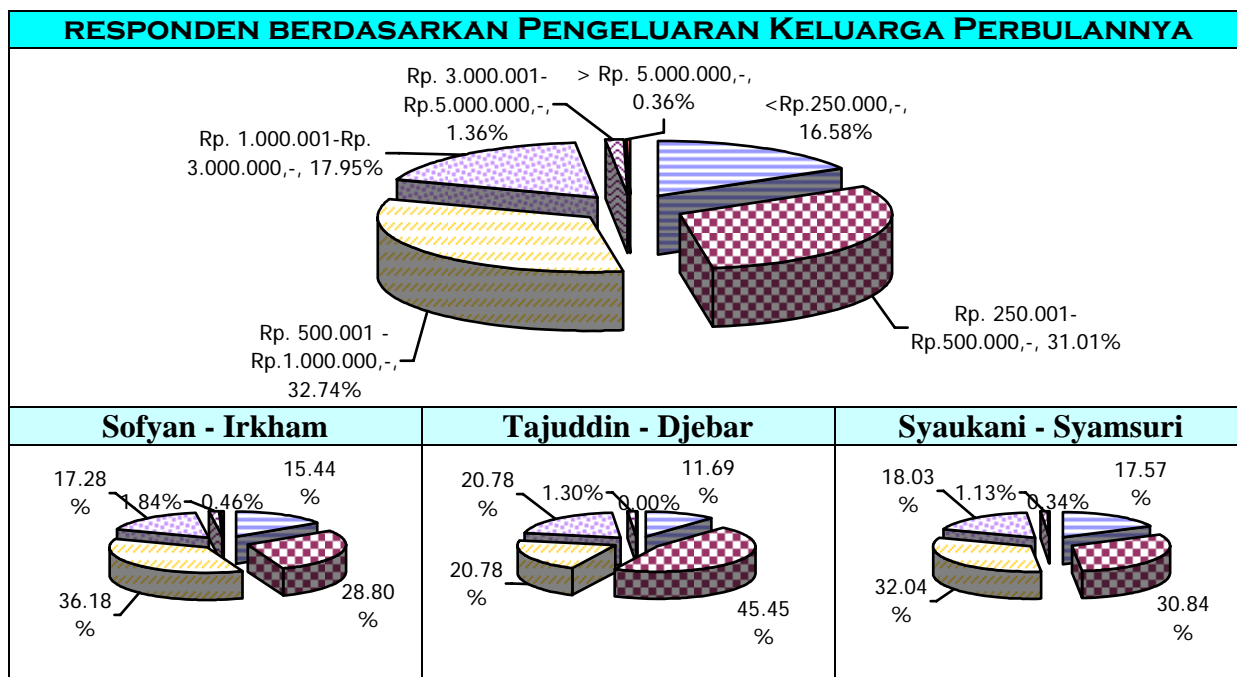 RESPONDEN BERDASARKAN PENGELUARAN KELUARGA PERBULANNYA
Rp. 3.000.001-
Rp.5.000.000,-,
1.36%
> Rp. 5.000.000,-,
0.36%
<Rp.250.000,-,
16.58%
Rp. 1.000.001-Rp.
3.000.000,-, 17.95%
Rp. 250.001-
Rp.500.000,-, 31.01%
Rp. 500.001 -
Rp.1.000.000,-,
32.74%
Sofyan - Irkham
17.28
%
1.84%
0.46%
15.44
%
36.18
%
28.80
%
Tajuddin - Djebar
20.78
%
1.30%
0.00%
11.69
%
20.78
%
45.45
%
Syaukani - Syamsuri
18.03
%
1.13%
0.34%
17.57
%
32.04
%
30.84
%